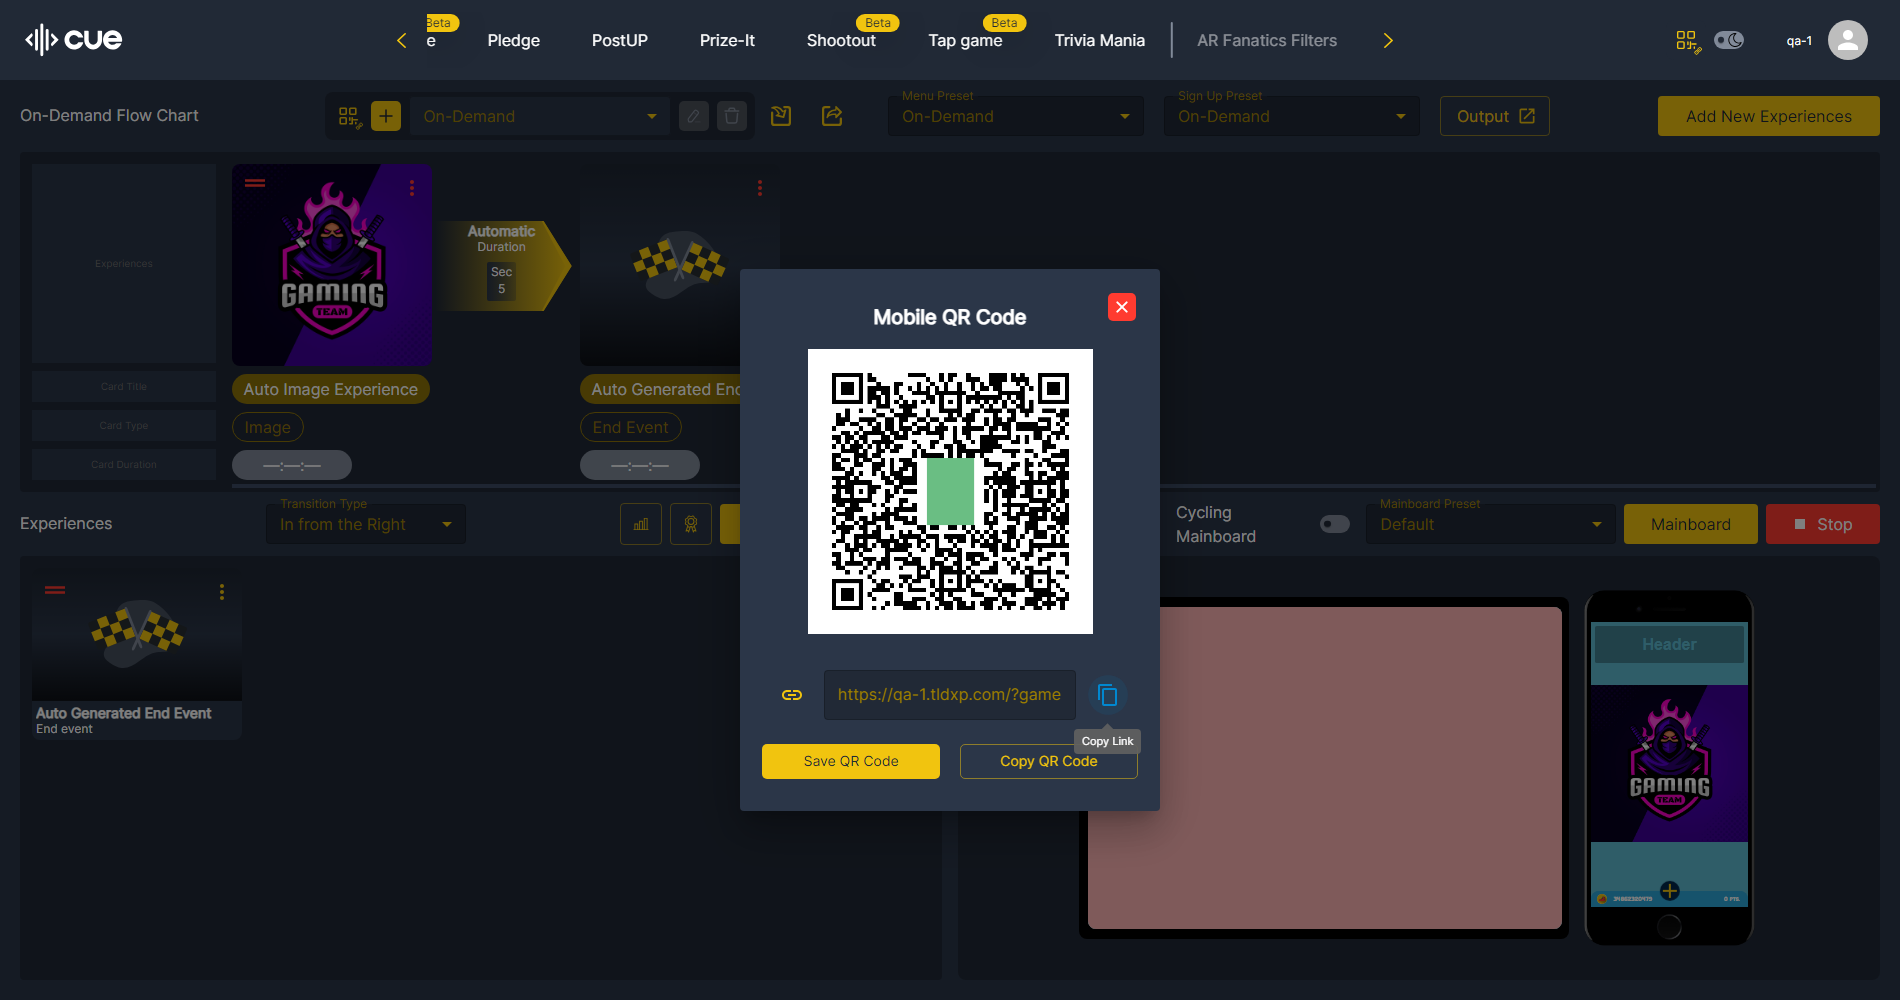 cue
e
Beta
Pledge
PostUP
Prize-It
Shootout
Beta
Tap game
Beta
Trivia Mania
AR Fanatics Filters
qa-1
On-Demand Flow Chart
On-Demand
Menu Preset
On-Demand
Sign Up Preset
On-Demand
Output
Add New Experiences
Experiences
Card Title
Card Type
Card Duration
GAMING
TEAM
Automatic
Duration
Sec
5
Auto Image Experience
Image
—:—:—
Auto Generated Enc
End Event
—:—:—
Experiences
Transition Type
In from the Right
Cycling
Mainboard
Mainboard Preset
Default
Mainboard
Stop
Auto Generated End Event
End event
Mobile QR Code
https://qa-1.tldxp.com/?game
Copy Link
Save QR Code
Copy QR Code
Header
GAMING
TEAM
0 PTS